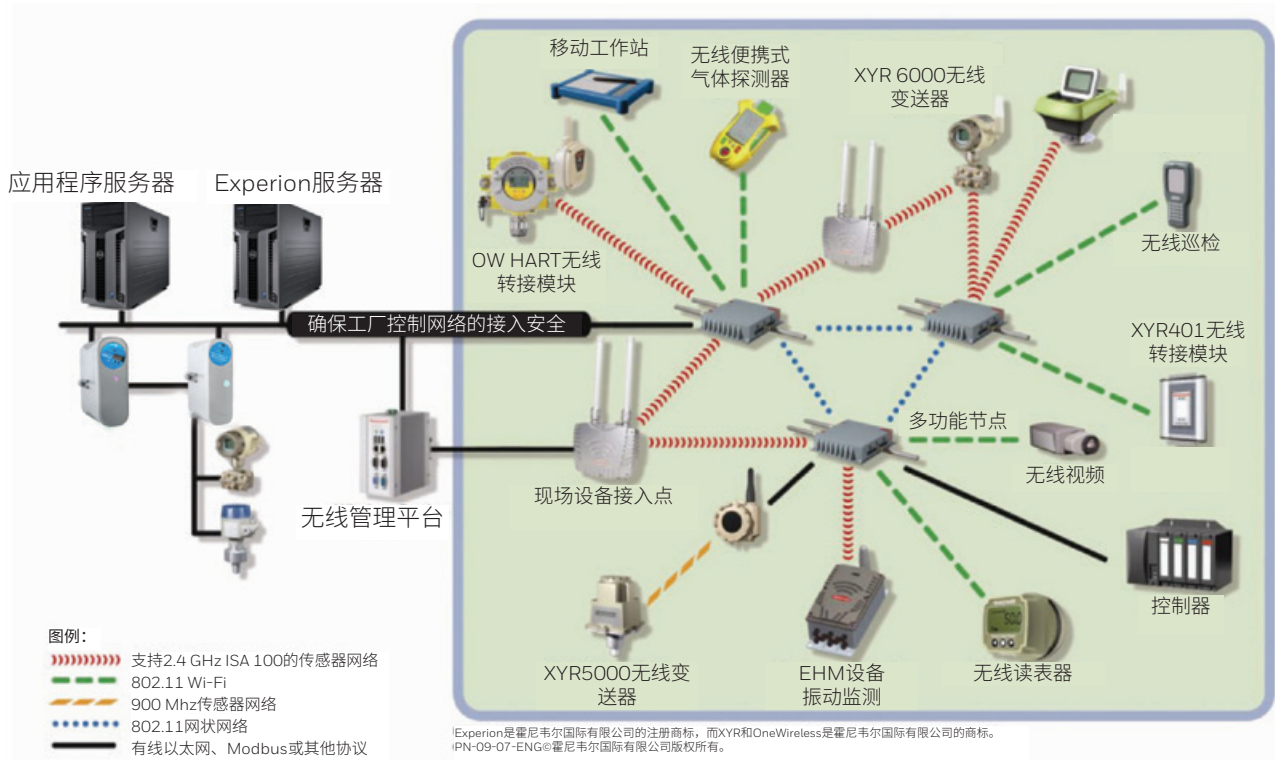 移动工作站
无线便携式
气体探测器
XYR 6000无线
变送器
应用程序服务器
Experion服务器
OW HART无线
转接模块
无线巡检
确保工厂控制网络的接入安全
XYR401无线
转接模块
多功能节点
无线视频
现场设备接入点
无线管理平台
控制器
XYR5000无线变
送器
EHM设备
振动监测
无线读表器
图例：
支持2.4 GHz ISA 100的传感器网络
802.11 Wi-Fi
900 Mhz传感器网络
802.11网状网络
有线以太网、Modbus或其他协议
Experion是霍尼韦尔国际有限公司的注册商标，而XYR和OneWireless是霍尼韦尔国际有限公司的商标。
PN-09-07-ENG©霍尼韦尔国际有限公司版权所有。